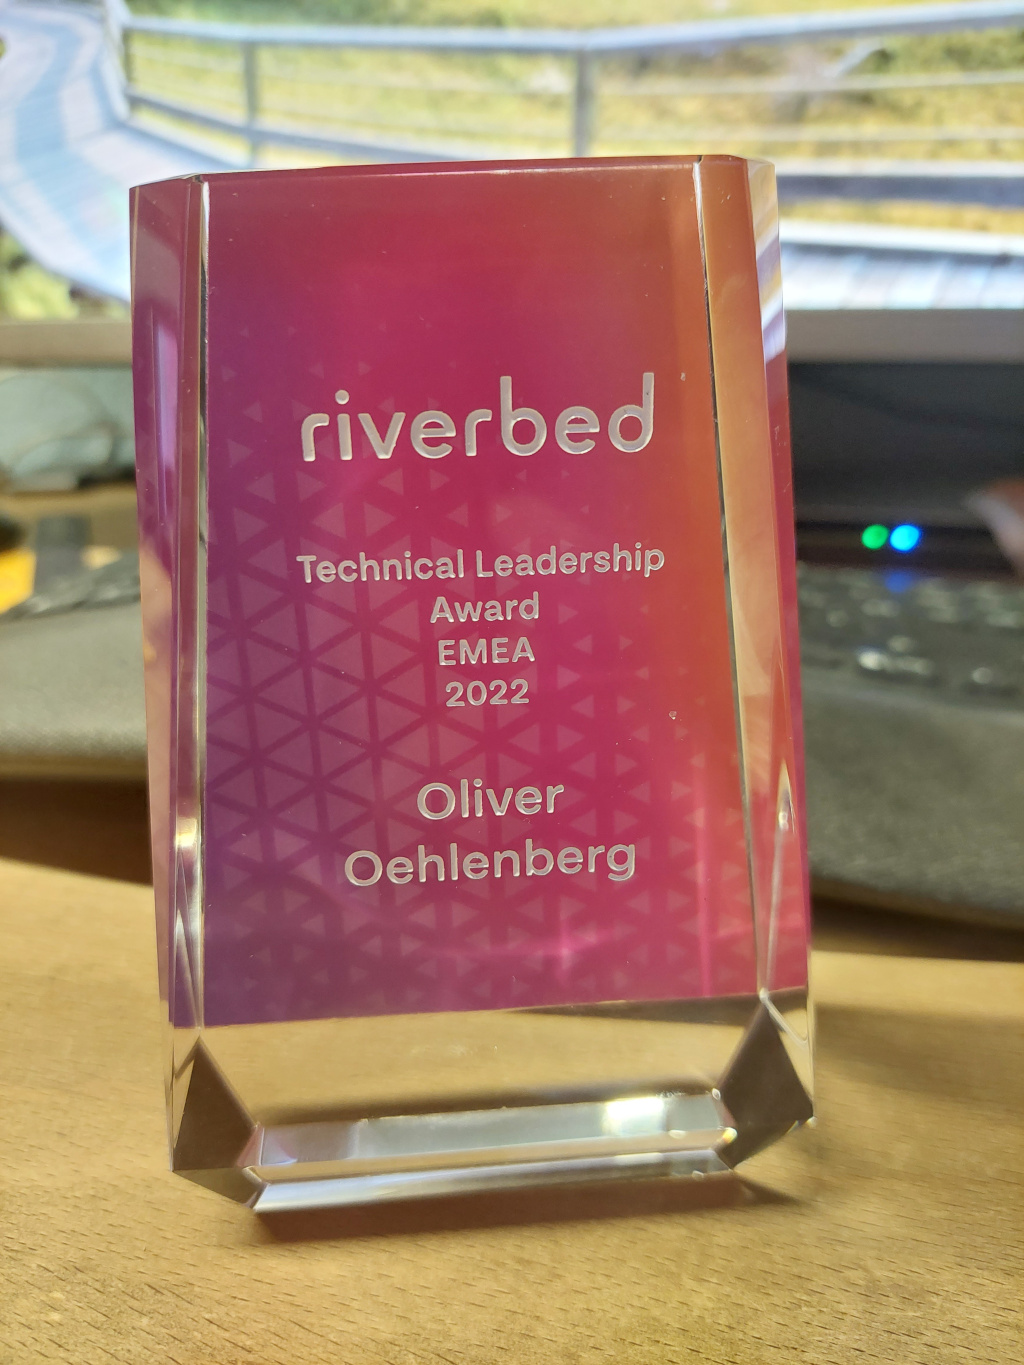 riverbed
Technical Leadership
Award
EMEA
2022
Oliver
Oehlenberg